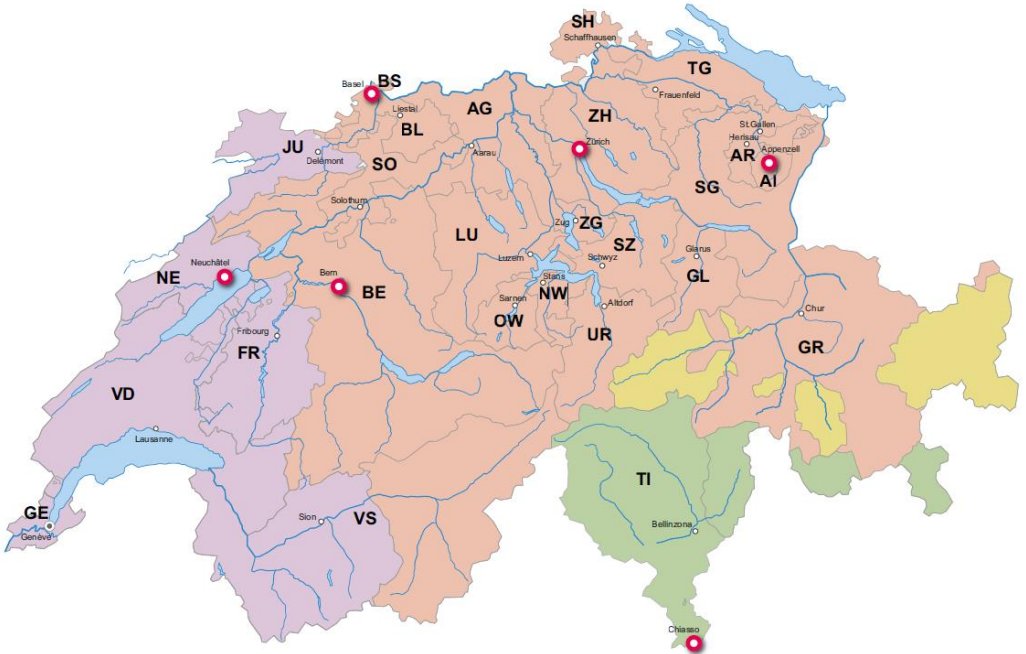 SH
Schaffhausen
TG
BS
Basel
Frauenfeld
Liestal
AG
ZH
BL
St.Gallen
Herisau
JU
Delémont
Aarau
Zürich
Appenzell
SO
AR
AI
SG
Solothurn
LU
Zug
ZG
SZ
Luzern
Schwyz
Glarus
NE
Neuchâtel
Bern
BE
Stans
NW
GL
Sarnen
OW
Altdorf
Chur
UR
Fribourg
FR
GR
VD
Lausanne
TI
GE
Genève
Sion
VS
Bellinzona
Chiasso